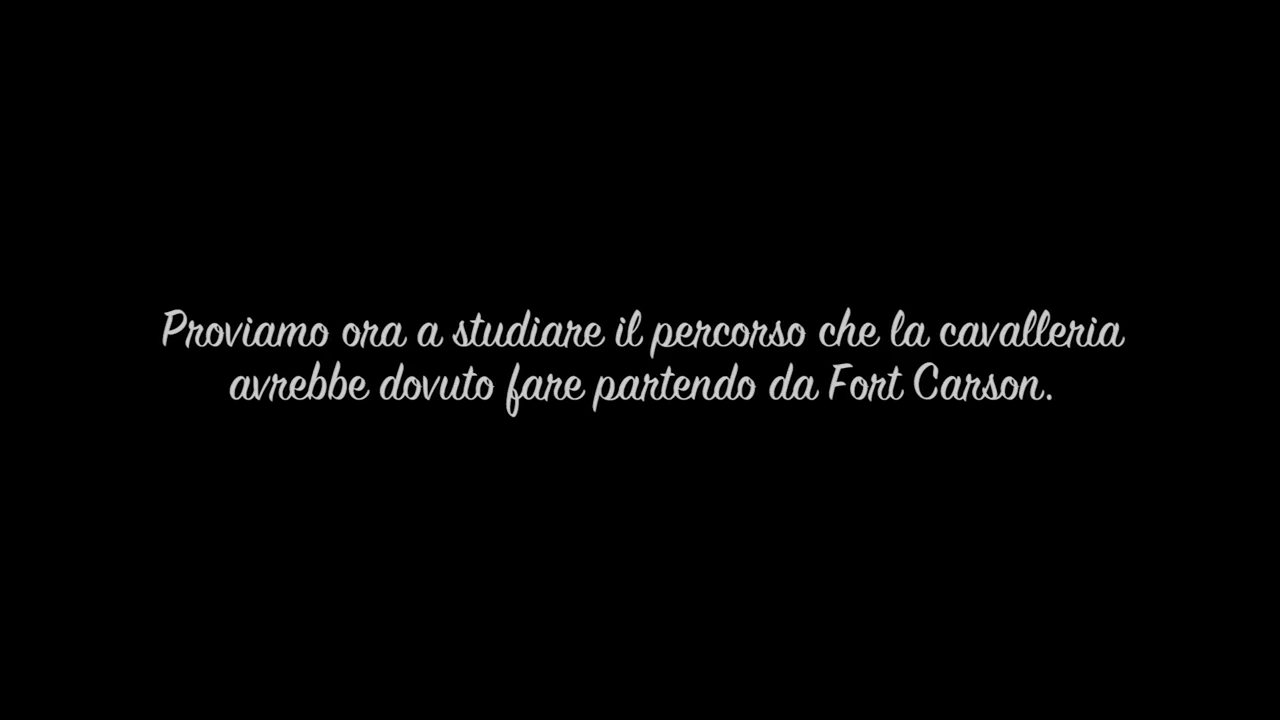 Proviamo ora a studiare il percorso che la cavalleria
avrebbe dovuto fare partendo da Fort Carson.